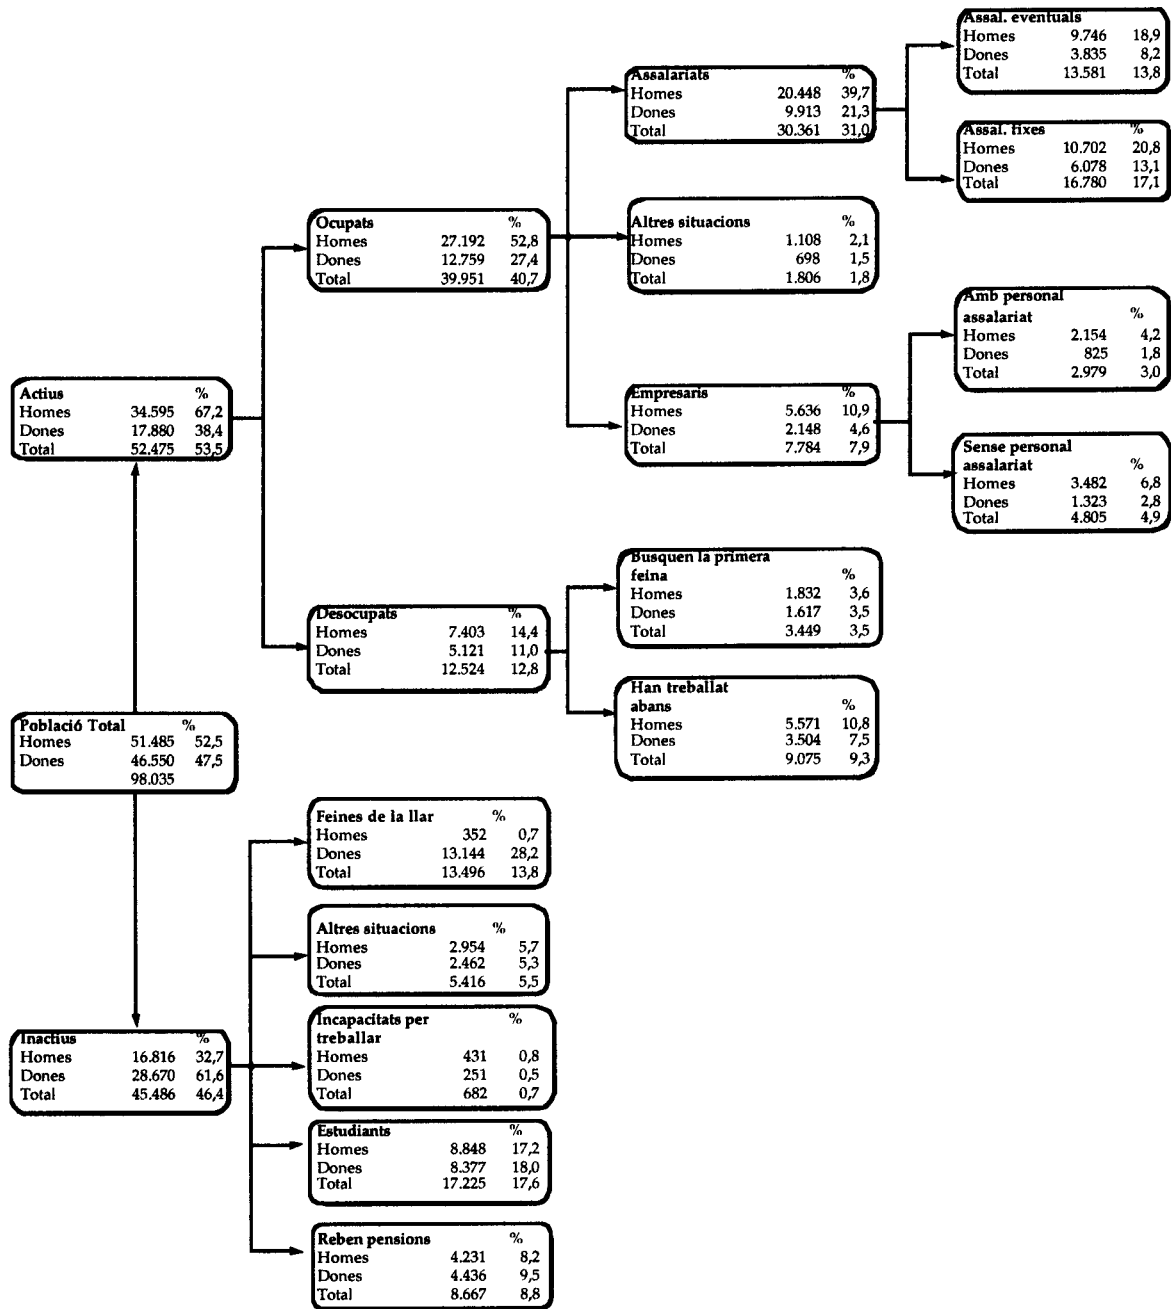 Assal. eventuals
Homes 9.746 18,9
Dones 3.835 8,2
Total 13.581 13,8
Assalariats %
Homes 20.448 39,7
Dones 9.913 21,3
Total 30.361 31,0
Assal. fixes %
Homes 10.702 20,8
Dones 6.078 13,1
Total 16.780 17,1
Ocupats %
Homes 27.192 52,8
Dones 12.759 27,4
Total 39.951 40,7
Altres situacions %
Homes 1.108 2,1
Dones 698 1,5
Total 1.806 1,8
Amb personal
assalariat %
Homes 2.154 4,2
Dones 825 1,8
Total 2.979 3,0
Actius %
Homes 34.595 67,2
Dones 17.880 38,4
Total 52.475 53,5
Empresaris %
Homes 5.636 10,9
Dones 2.148 4,6
Total 7.784 7,9
Sense personal
assalariat %
Homes 3.482 6,8
Dones 1.323 2,8
Total 4.805 4,9
Busquen la primera
feina %
Homes 1.832 3,6
Dones 1.617 3,5
Total 3.449 3,5
Desocupats %
Homes 7.403 14,4
Dones 5.121 11,0
Total 12.524 12,8
Han treballat
abans %
Homes 5.571 10,8
Dones 3.504 7,5
Total 9.075 9,3
Població Total %
Homes 51.485 52,5
Dones 46.550 47,5
98.035
Feines de la llar %
Homes 352 0,7
Dones 13.144 28,2
Total 13.496 13,8
Altres situacions %
Homes 2.954 5,7
Dones 2.462 5,3
Total 5.416 5,5
Inactius %
Homes 16.816 32,7
Dones 28.670 61,6
Total 45.486 46,4
Incapacitats per %
treballar
Homes 431 0,8
Dones 251 0,5
Total 682 0,7
Estudiants %
Homes 8.848 17,2
Dones 8.377 18,0
Total 17.225 17,6
Reben pensions %
Homes 4.231 8,2
Dones 4.436 9,5
Total 8.667 8,8